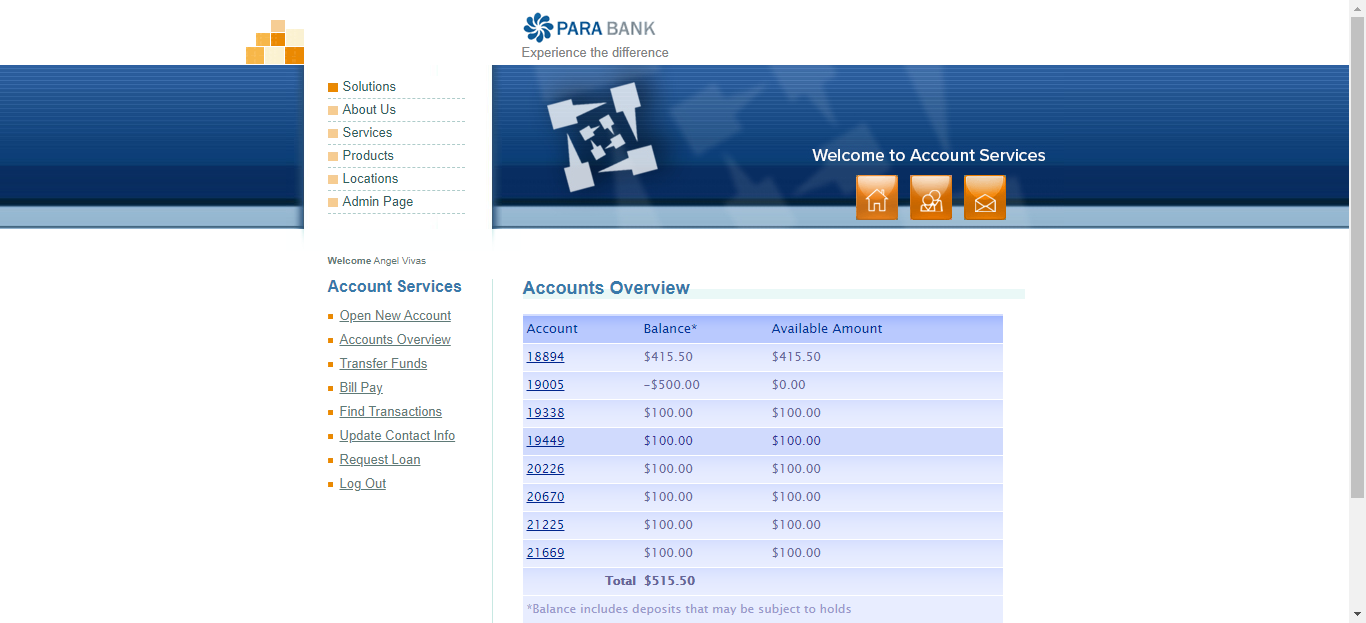 PARA BANK
Experience the difference
Solutions
About Us
Services
Products
Locations
Admin Page
Welcome to Account Services
Welcome Angel Vivas
Account Services
Open New Account
Accounts Overview
Transfer Funds
Bill Pay
Find Transactions
Update Contact Info
Request Loan
Log Out
Accounts Overview
Account Balance* Available Amount
18894 $415.50 $415.50
19005 -$500.00 $0.00
19338 $100.00 $100.00
19449 $100.00 $100.00
20226 $100.00 $100.00
20670 $100.00 $100.00
21225 $100.00 $100.00
21669 $100.00 $100.00
Total $515.50
*Balance includes deposits that may be subject to holds